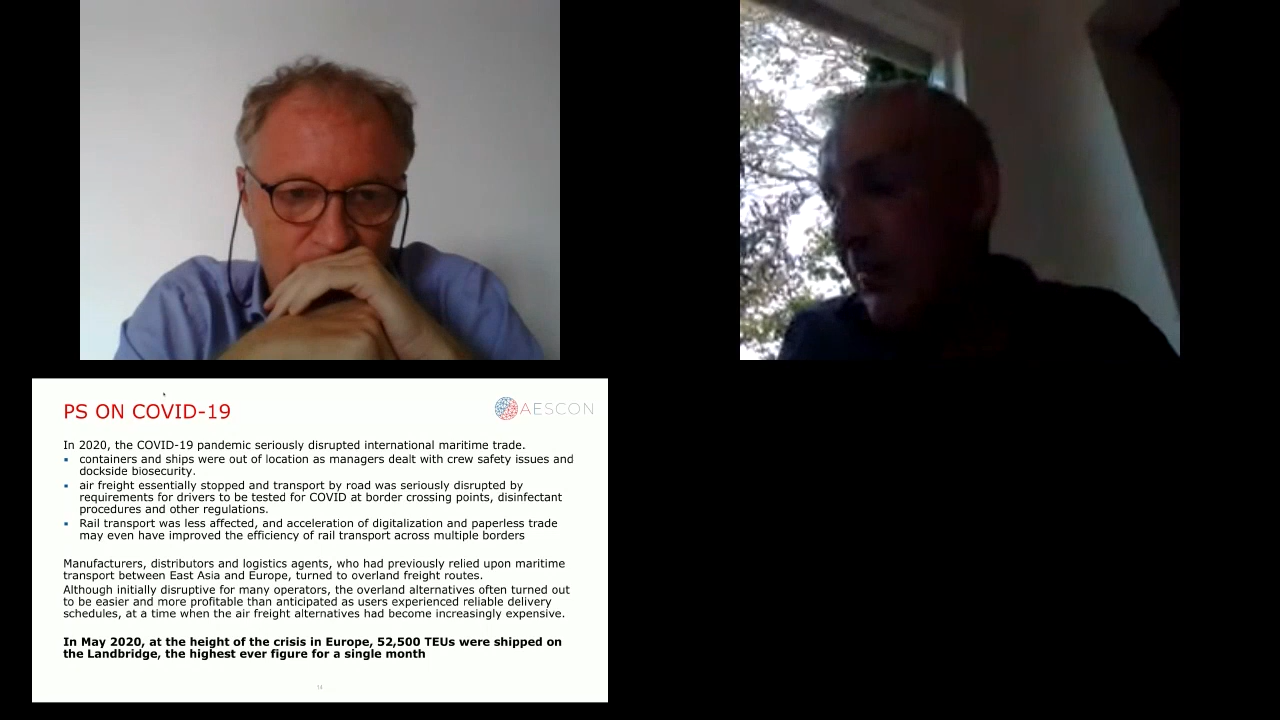 PS ON COVID-19
AESCON
In 2020, the COVID-19 pandemic seriously disrupted international maritime trade.
containers and ships were out of location as managers dealt with crew safety issues and
dockside biosecurity.
air freight essentially stopped and transport by road was seriously disrupted by
requirements for drivers to be tested for COVID at border crossing points, disinfectant
procedures and other regulations.
Rail transport was less affected, and acceleration of digitalization and paperless trade
may even have improved the efficiency of rail transport across multiple borders
Manufacturers, distributors and logistics agents, who had previously relied upon maritime
transport between East Asia and Europe, turned to overland freight routes.
Although initially disruptive for many operators, the overland alternatives often turned out
to be easier and more profitable than anticipated as users experienced reliable delivery
schedules, at a time when the air freight alternatives had become increasingly expensive.
In May 2020, at the height of the crisis in Europe, 52,500 TEUs were shipped on
the Landbridge, the highest ever figure for a single month